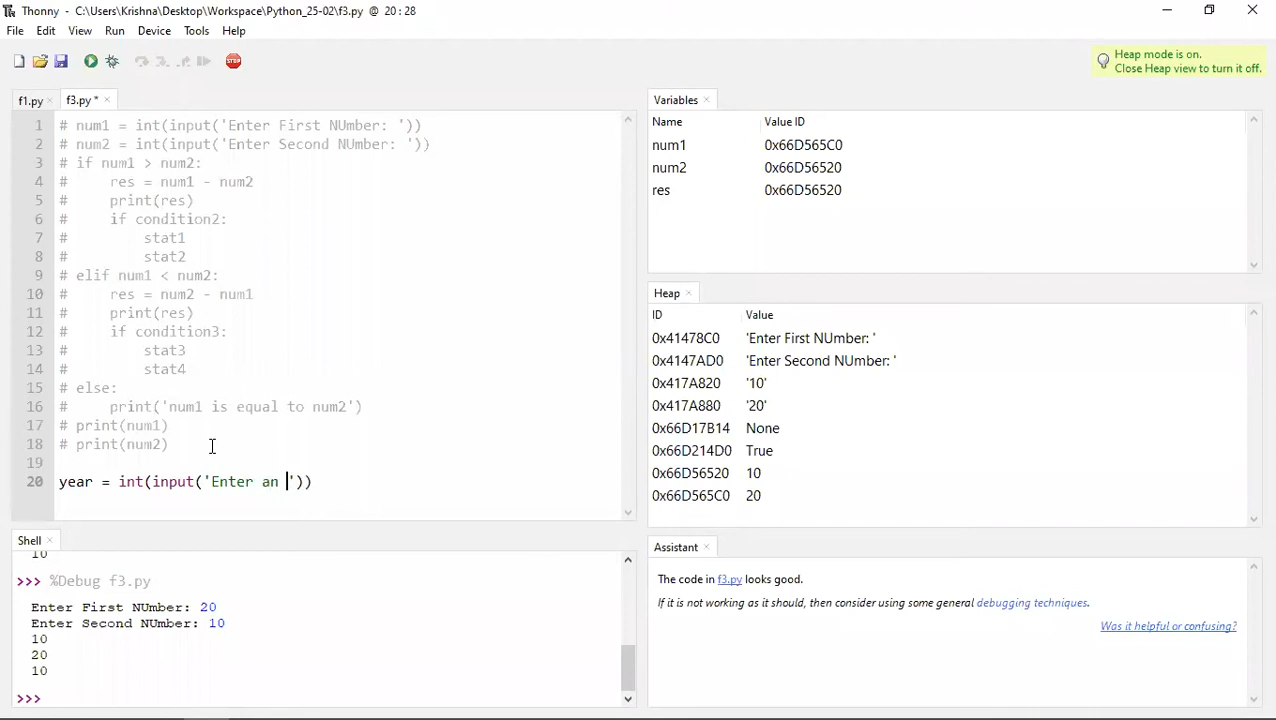 Thonny - C:\Users\Krishna\Desktop\Workspace\Python_25-02\f3.py @ 20 : 28
File Edit View Run Device Tools Help
STOP
Heap mode is on.
Close Heap view to turn it off.
f1.py
f3.py *
1 # num1 = int(input('Enter First NUmber: '))
2 # num2 = int(input('Enter Second NUmber: '))
3 # if num1 > num2:
4 #     res = num1 - num2
5 #     print(res)
6 #     if condition2:
7 #         stat1
8 #         stat2
9 # elif num1 < num2:
10 #     res = num2 - num1
11 #     print(res)
12 #     if condition3:
13 #         stat3
14 #         stat4
15 # else:
16 #     print('num1 is equal to num2')
17 # print(num1)
18 # print(num2)
19
20 year = int(input('Enter an '))
Shell
10
>>> %Debug f3.py
Enter First NUmber: 20
Enter Second NUmber: 10
10
20
10
>>>
Variables
Name Value ID
num1 0x66D565C0
num2 0x66D56520
res 0x66D56520
Heap
ID Value
0x41478C0 'Enter First NUmber: '
0x4147AD0 'Enter Second NUmber: '
0x417A820 '10'
0x417A880 '20'
0x66D17B14 None
0x66D214D0 True
0x66D56520 10
0x66D565C0 20
Assistant
The code in f3.py looks good.
If it is not working as it should, then consider using some general debugging techniques.
Was it helpful or confusing?